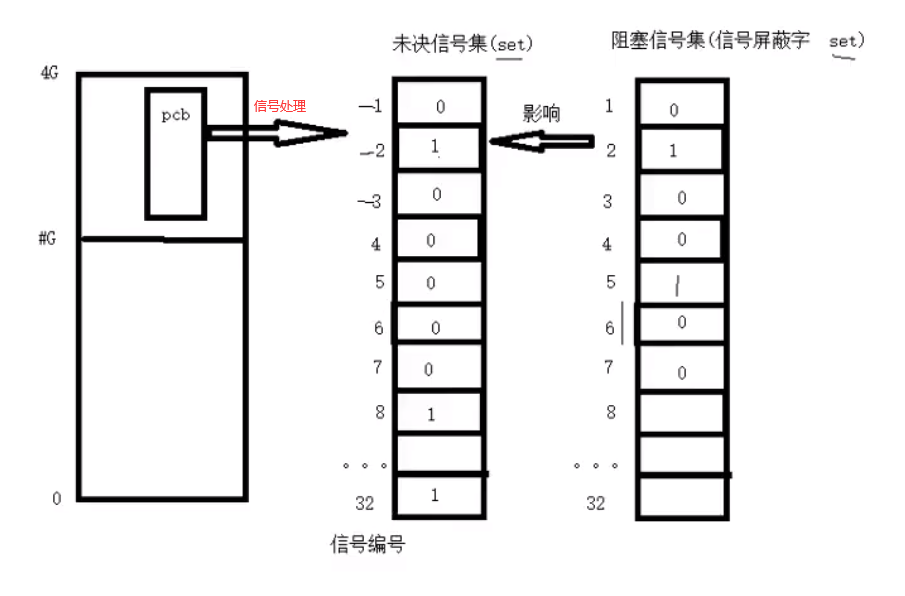 未决信号集(set)
阻塞信号集(信号屏蔽字 set)
4G
pcb
信号处理
影响
#G
0
1 0
2 1
3 0
4 0
5 0
6 0
7 0
8 1
。。。
32 1
信号编号
1 0
2 1
3 0
4 0
5 1
6 0
7 0
8
。。。
32